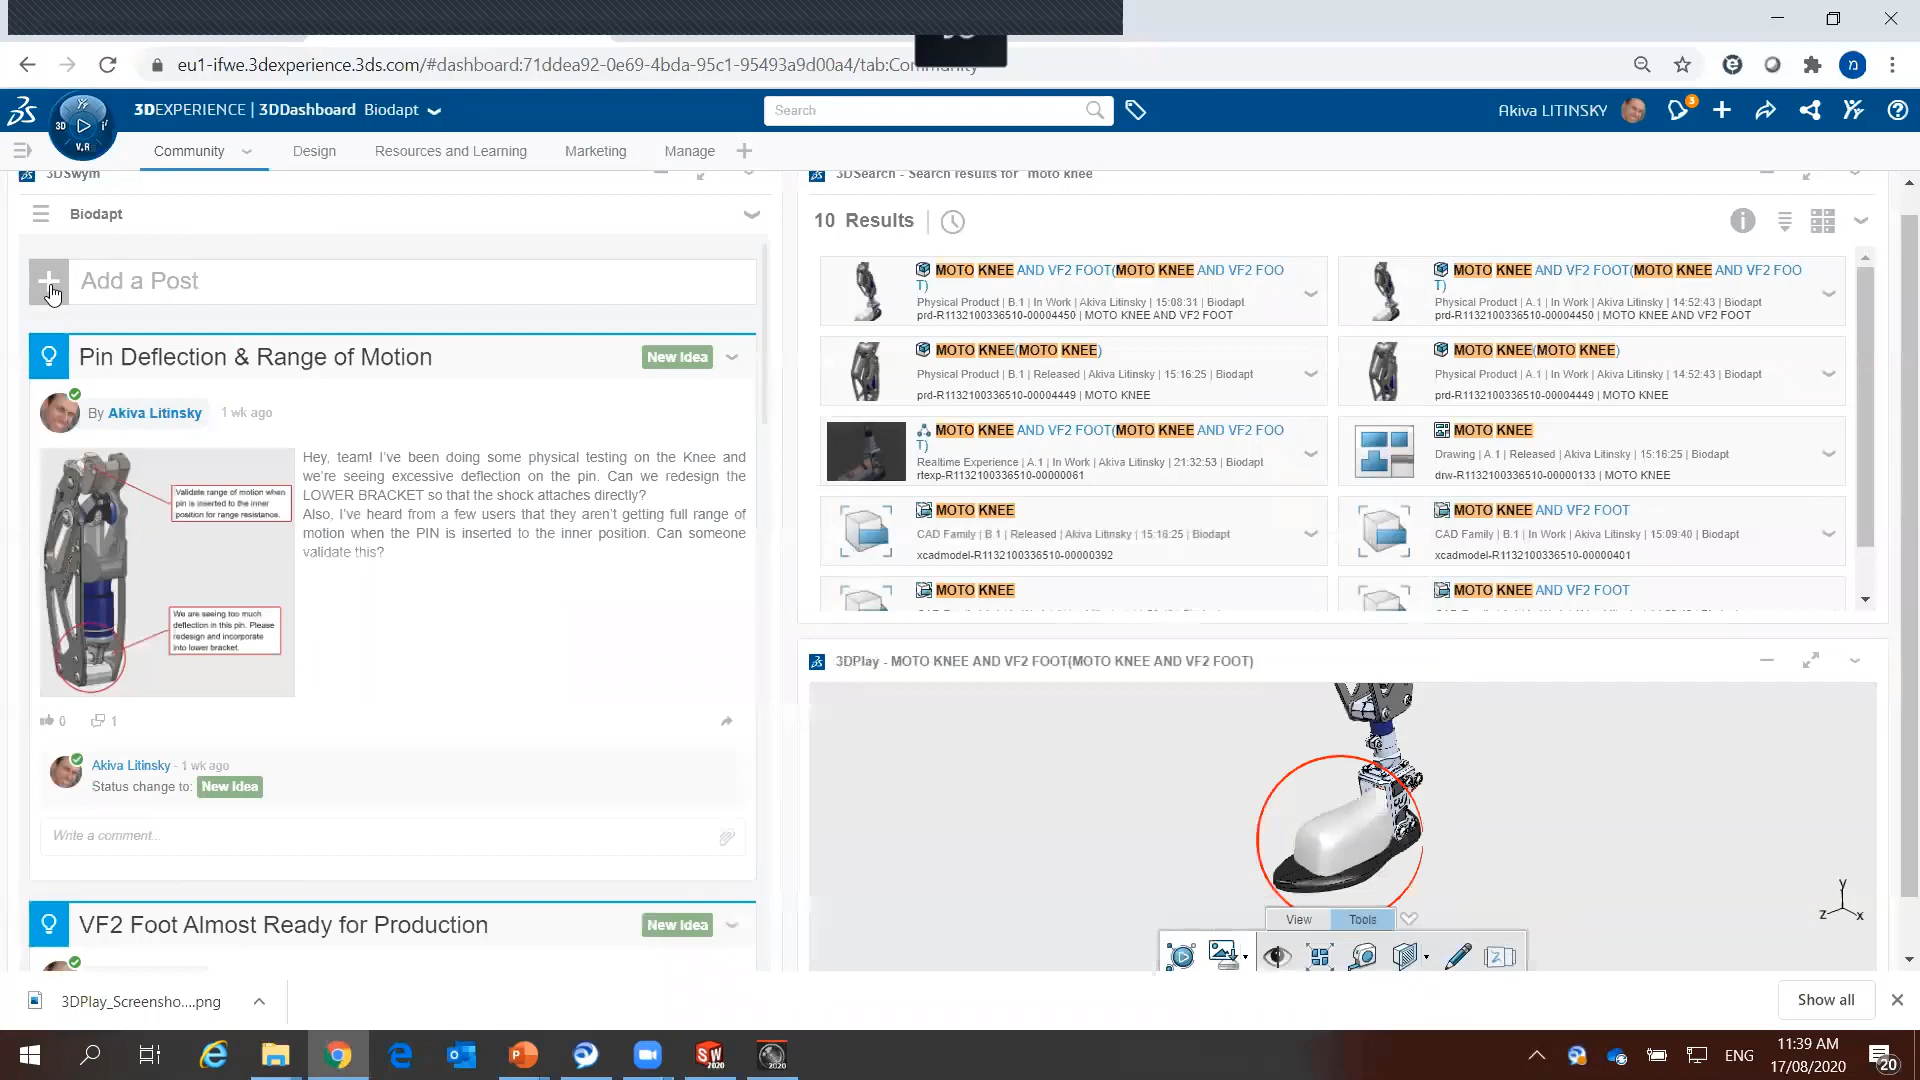 eu1-ifwe.3dexperience.3ds.com/#dashboard:71ddea92-0e69-4bda-95c1-95493a9d00a4/tab:Community
3DEXPERIENCE | 3DDashboard Biodapt
Search
Akiva LITINSKY
3
3D
V.R
Community
Design
Resources and Learning
Marketing
Manage
3DSwym
Biodapt
Add a Post
Pin Deflection & Range of Motion
New Idea
By Akiva Litinsky 1 wk ago
Hey, team! I've been doing some physical testing on the Knee and
we're seeing excessive deflection on the pin. Can we redesign the
LOWER BRACKET so that the shock attaches directly?
Also, I've heard from a few users that they aren't getting full range of
motion when the PIN is inserted to the inner position. Can someone
validate this?
Validate range of motion when
pin is inserted to the inner
position for range resistance.
We are seeing too much
deflection in this pin. Please
redesign and incorporate
into lower bracket.
0
1
Akiva Litinsky - 1 wk ago
Status change to: New Idea
Write a comment...
VF2 Foot Almost Ready for Production
New Idea
3DSearch - Search results for "moto knee"
10 Results
MOTO KNEE AND VF2 FOOT(MOTO KNEE AND VF2 FOO
T)
Physical Product | B.1 | In Work | Akiva Litinsky | 15:08:31 | Biodapt
prd-R1132100336510-00004450 | MOTO KNEE AND VF2 FOOT
MOTO KNEE AND VF2 FOOT(MOTO KNEE AND VF2 FOO
T)
Physical Product | A.1 | In Work | Akiva Litinsky | 14:52:43 | Biodapt
prd-R1132100336510-00004450 | MOTO KNEE AND VF2 FOOT
MOTO KNEE(MOTO KNEE)
Physical Product | B.1 | Released | Akiva Litinsky | 15:16:25 | Biodapt
prd-R1132100336510-00004449 | MOTO KNEE
MOTO KNEE(MOTO KNEE)
Physical Product | A.1 | In Work | Akiva Litinsky | 14:52:43 | Biodapt
prd-R1132100336510-00004449 | MOTO KNEE
MOTO KNEE AND VF2 FOOT(MOTO KNEE AND VF2 FOO
T)
Realtime Experience | A.1 | In Work | Akiva Litinsky | 21:32:53 | Biodapt
rtexp-R1132100336510-00000061
MOTO KNEE
Drawing | A.1 | Released | Akiva Litinsky | 15:16:25 | Biodapt
drw-R1132100336510-00000133 | MOTO KNEE
MOTO KNEE
CAD Family | B.1 | Released | Akiva Litinsky | 15:16:25 | Biodapt
xcadmodel-R1132100336510-00000392
MOTO KNEE AND VF2 FOOT
CAD Family | B.1 | In Work | Akiva Litinsky | 15:09:40 | Biodapt
xcadmodel-R1132100336510-00000401
MOTO KNEE
MOTO KNEE AND VF2 FOOT
3DPlay - MOTO KNEE AND VF2 FOOT(MOTO KNEE AND VF2 FOOT)
y
z
x
View
Tools
3DPlay_Screensho....png
Show all
ENG
11:39 AM
17/08/2020
20